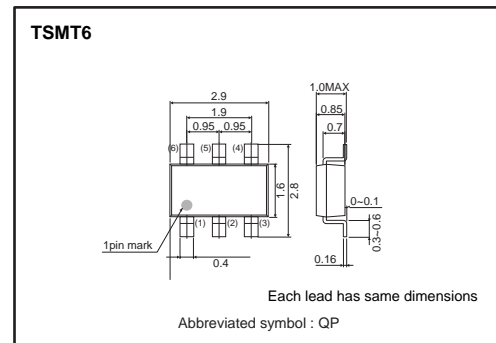 TSMT6
1.0MAX
2.9
0.85
1.9
0.7
0.95 0.95
(6) (5) (4)
1.6
2.8
0~0.1
0.3~0.6
(1) (2) (3)
1pin mark
0.4
0.16
Each lead has same dimensions
Abbreviated symbol : QP